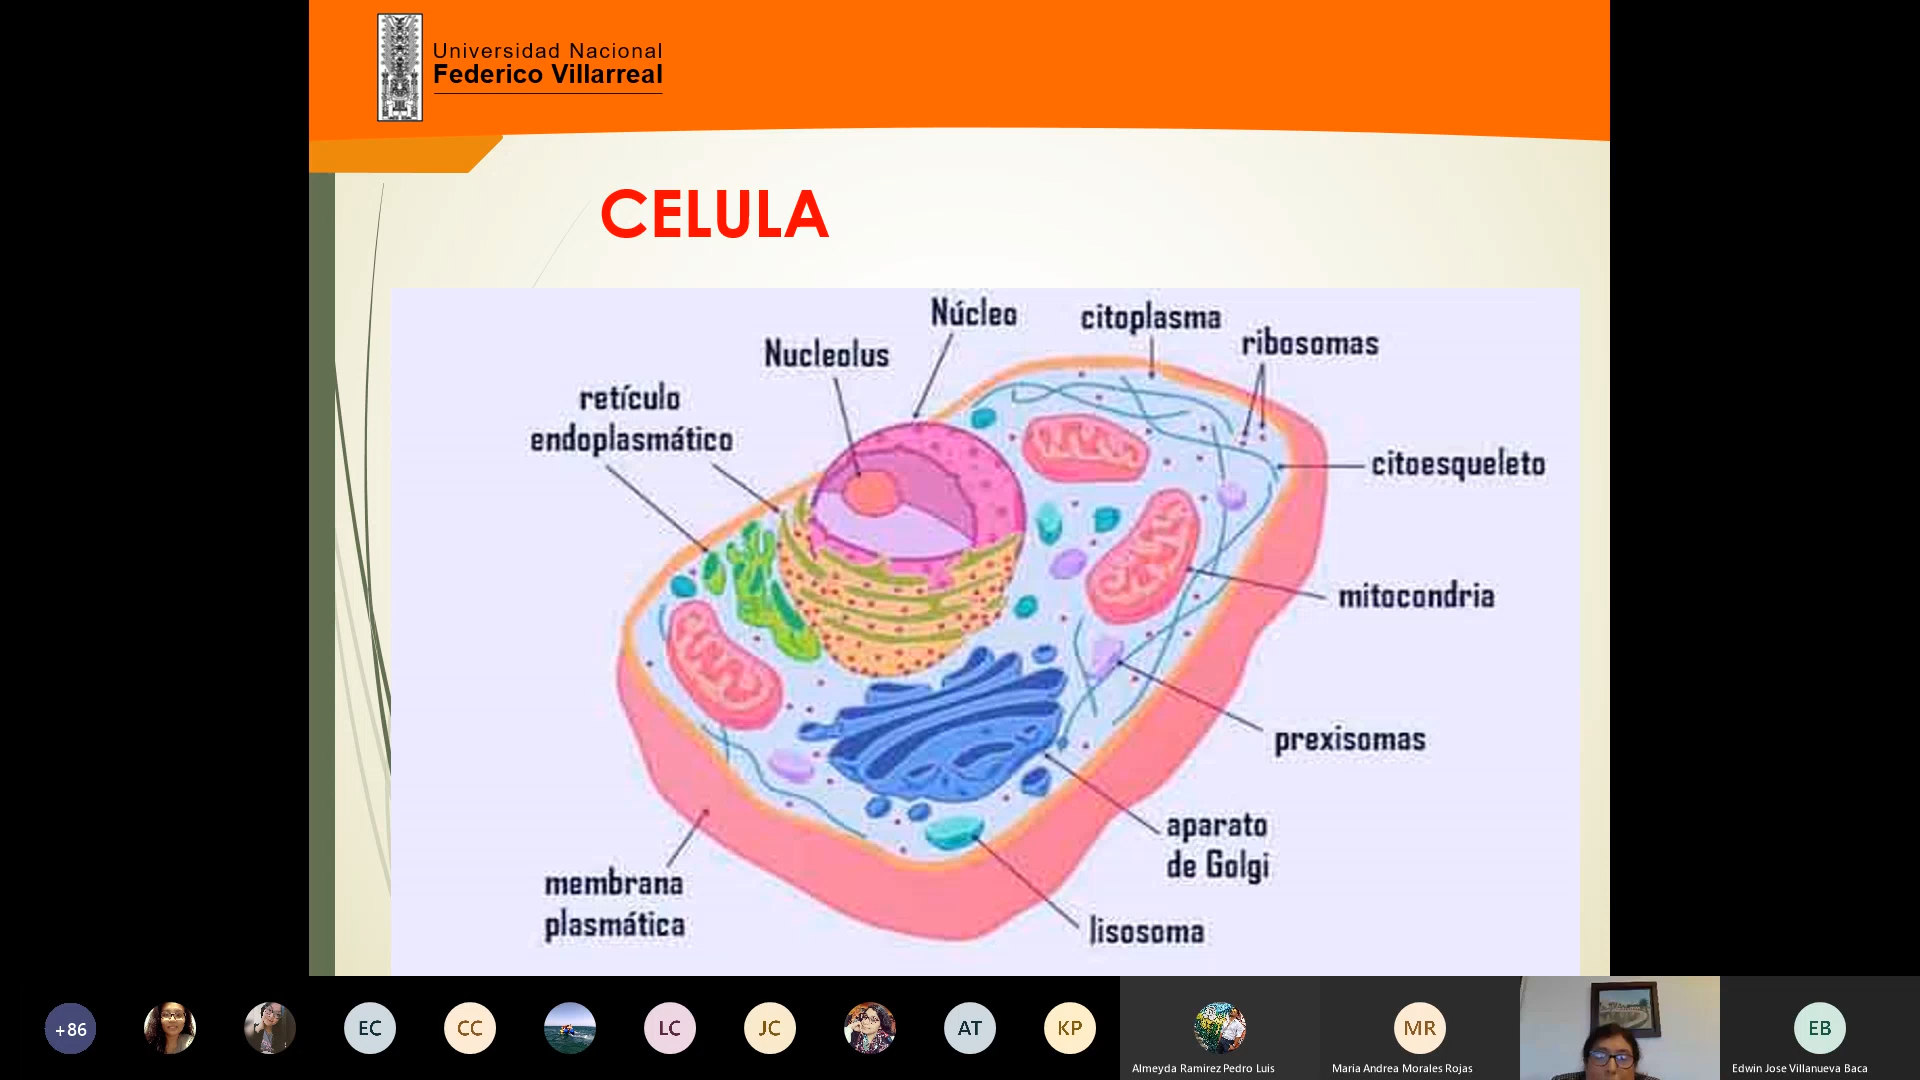 Universidad Nacional
Federico Villarreal
CELULA
Núcleo
citoplasma
ribosomas
Nucleolus
retículo
endoplasmático
citoesqueleto
mitocondria
prexisomas
aparato
de Golgi
membrana
plasmática
lisosoma
+86
EC
CC
LC
JC
AT
KP
Almeyda Ramirez Pedro Luis
MR
Maria Andrea Morales Rojas
EB
Edwin Jose Villanueva Baca